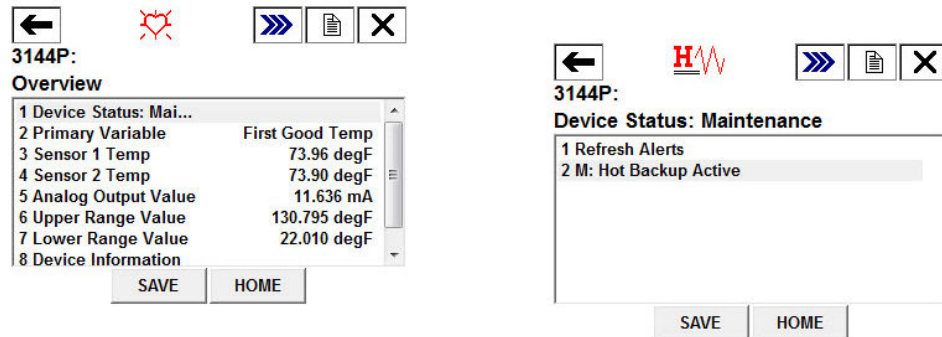 3144P:
Overview
1 Device Status: Mai...
2 Primary Variable First Good Temp
3 Sensor 1 Temp 73.96 degF
4 Sensor 2 Temp 73.90 degF
5 Analog Output Value 11.636 mA
6 Upper Range Value 130.795 degF
7 Lower Range Value 22.010 degF
8 Device Information
SAVE HOME
H
3144P:
Device Status: Maintenance
1 Refresh Alerts
2 M: Hot Backup Active
SAVE HOME